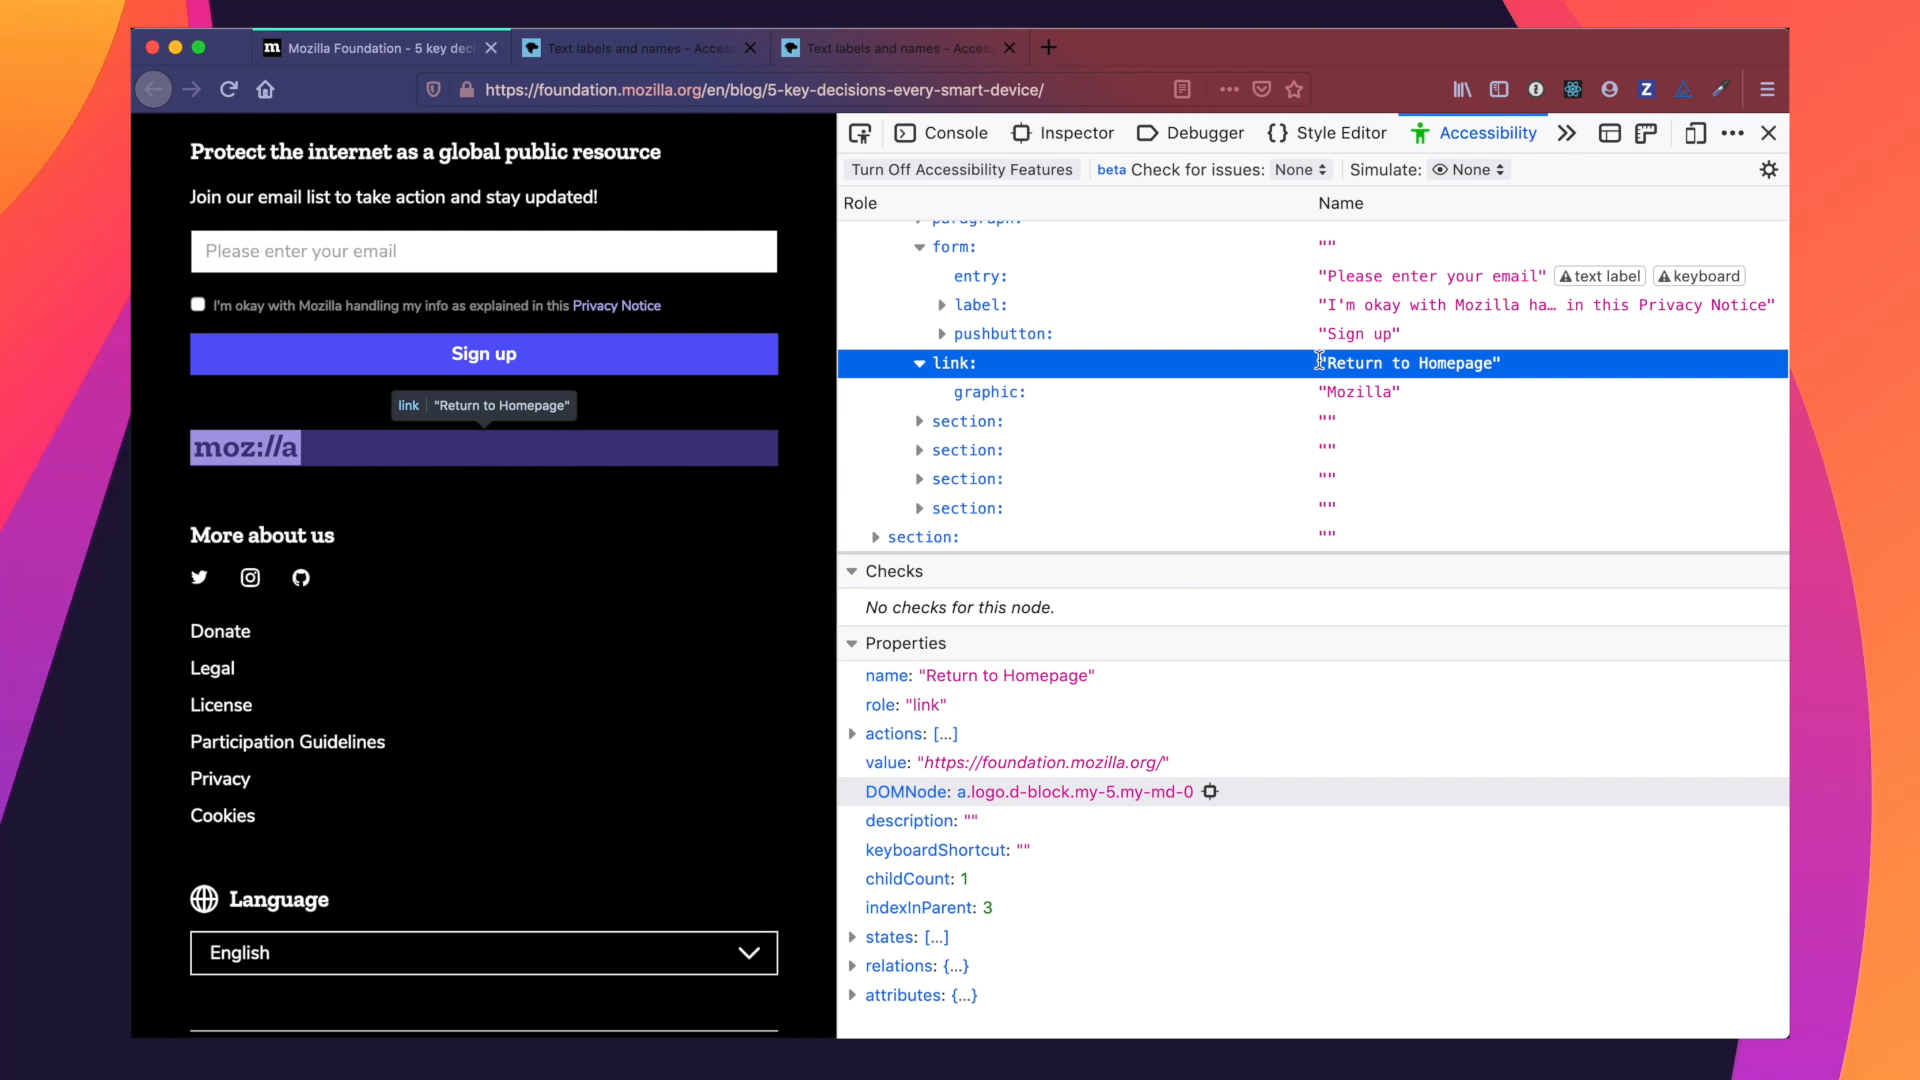 m Mozilla Foundation - 5 key deci
Text labels and names - Access
Text labels and names - Access
https://foundation.mozilla.org/en/blog/5-key-decisions-every-smart-device/
Z
Protect the internet as a global public resource
Join our email list to take action and stay updated!
Please enter your email
I'm okay with Mozilla handling my info as explained in this Privacy Notice
Sign up
link "Return to Homepage"
moz://a
More about us
Donate
Legal
License
Participation Guidelines
Privacy
Cookies
Language
English
Console Inspector Debugger {} Style Editor Accessibility
Turn Off Accessibility Features beta Check for issues: None Simulate: None
Role Name
paragraph:
form: ""
entry: "Please enter your email" text label keyboard
label: "I'm okay with Mozilla ha… in this Privacy Notice"
pushbutton: "Sign up"
link: "Return to Homepage"
graphic: "Mozilla"
section: ""
section: ""
section: ""
section: ""
section: ""
Checks
No checks for this node.
Properties
name: "Return to Homepage"
role: "link"
actions: […]
value: "https://foundation.mozilla.org/"
DOMNode: a.logo.d-block.my-5.my-md-0
description: ""
keyboardShortcut: ""
childCount: 1
indexInParent: 3
states: […]
relations: {…}
attributes: {…}